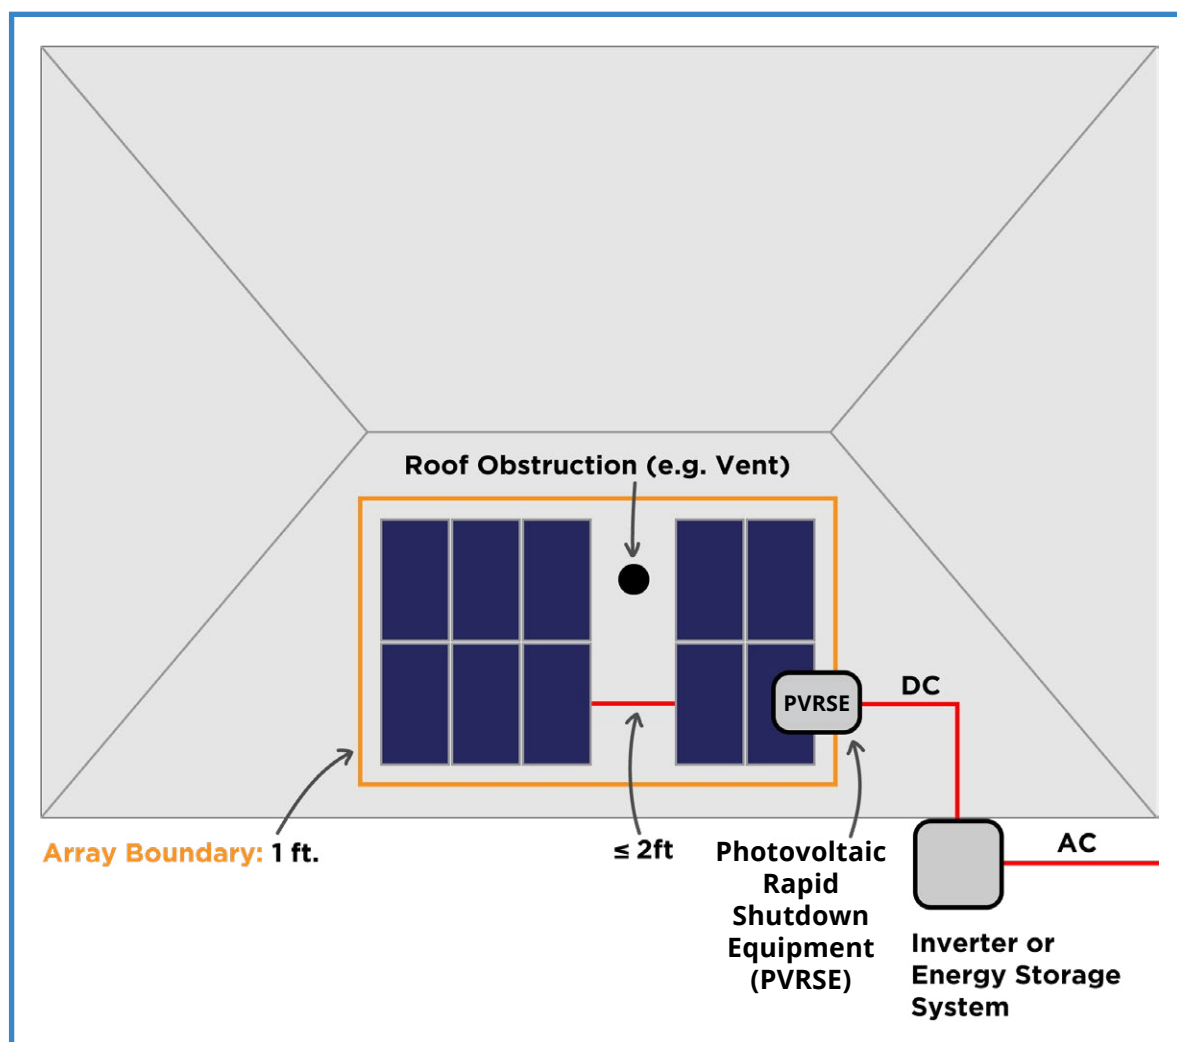 Roof Obstruction (e.g. Vent)
PVRSE
DC
Array Boundary: 1 ft.
≤ 2ft
Photovoltaic
Rapid
Shutdown
Equipment
(PVRSE)
AC
Inverter or
Energy Storage
System